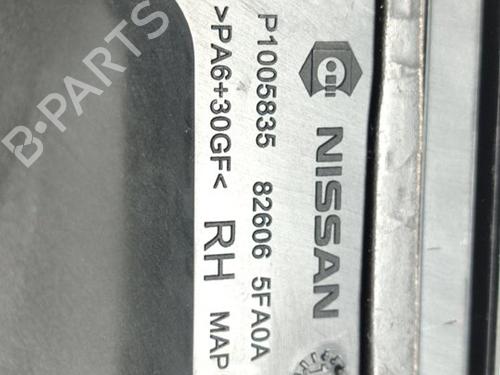 NISSAN
P1005835 82606 5FA0A
>PA6+30GF< RH MAP
B-PARTS